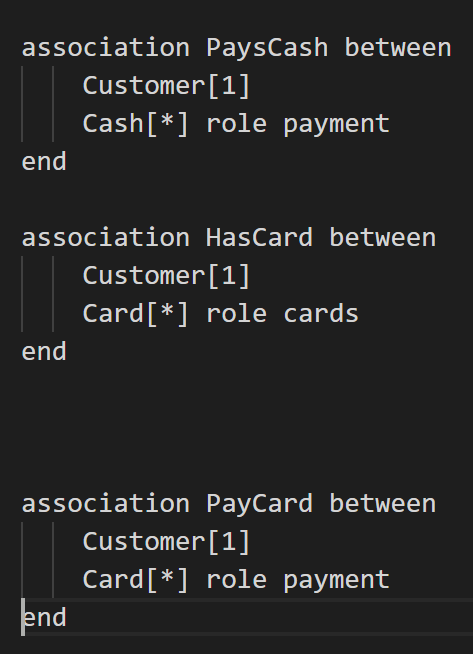 association PaysCash between
Customer[1]
Cash[*] role payment
end
association HasCard between
Customer[1]
Card[*] role cards
end
association PayCard between
Customer[1]
Card[*] role payment
end